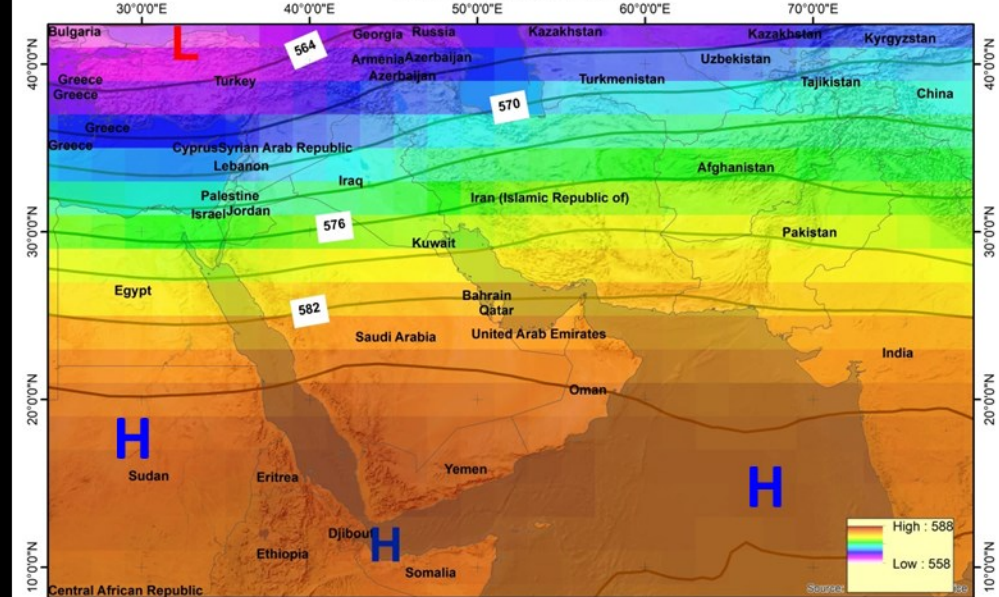 30°0'0"E 40°0'0"E 50°0'0"E 60°0'0"E 70°0'0"E
Bulgaria L 564 Georgia Russia Kazakhstan Kazakhstan Kyrgyzstan
40°0'0"N Armenia Azerbaijan Uzbekistan 40°0'0"N
Greece Turkey Azerbaijan Turkmenistan Tajikistan
Greece 570 China
Greece
Greece Cyprus Syrian Arab Republic
Lebanon Afghanistan
Iraq
Palestine Iran (Islamic Republic of)
Israel Jordan
30°0'0"N 576 Pakistan 30°0'0"N
Kuwait
Egypt Bahrain
582 Qatar
Saudi Arabia United Arab Emirates
India
20°0'0"N Oman 20°0'0"N
H
Sudan Eritrea Yemen H
Djibout H
High : 588
Ethiopia
Low : 558
10°0'0"N Somalia 10°0'0"N
Central African Republic Source: